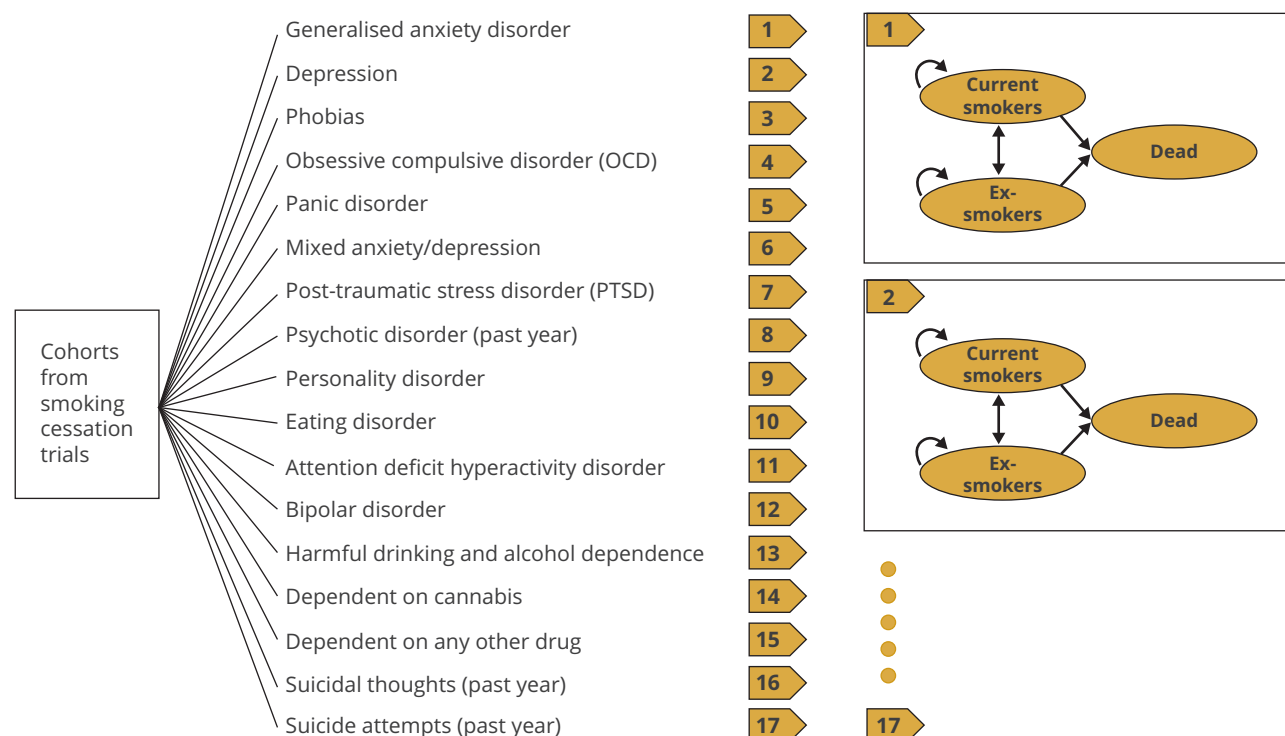 Generalised anxiety disorder
Depression
Phobias
Obsessive compulsive disorder (OCD)
Panic disorder
Mixed anxiety/depression
Post-traumatic stress disorder (PTSD)
Psychotic disorder (past year)
Personality disorder
Eating disorder
Attention deficit hyperactivity disorder
Bipolar disorder
Harmful drinking and alcohol dependence
Dependent on cannabis
Dependent on any other drug
Suicidal thoughts (past year)
Suicide attempts (past year)
Cohorts
from
smoking
cessation
trials
1
2
3
4
5
6
7
8
9
10
11
12
13
14
15
16
17
1
Current
smokers
Dead
Ex-
smokers
2
Current
smokers
Dead
Ex-
smokers
17